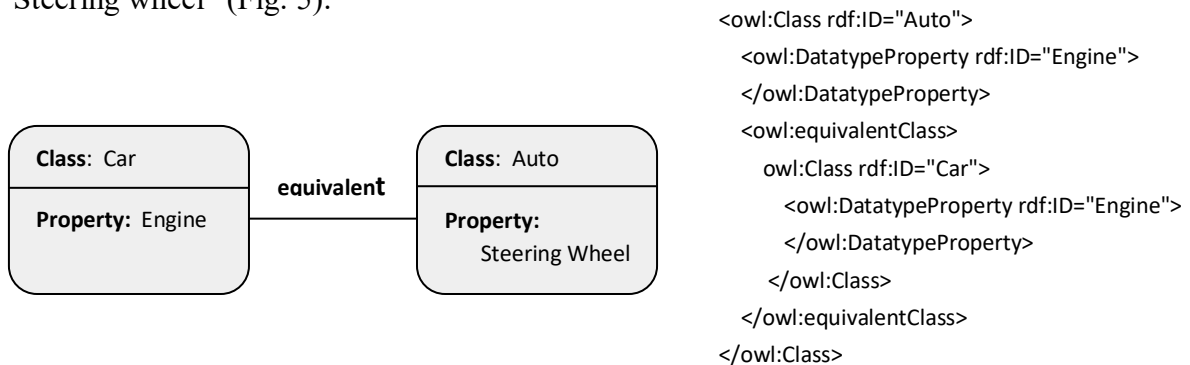 Steering wheel" (Fig. 5).
Class: Car
Property: Engine
equivalent
Class: Auto
Property:
Steering Wheel
<owl:Class rdf:ID="Auto">
<owl:DatatypeProperty rdf:ID="Engine">
</owl:DatatypeProperty>
<owl:equivalentClass>
owl:Class rdf:ID="Car">
<owl:DatatypeProperty rdf:ID="Engine">
</owl:DatatypeProperty>
</owl:Class>
</owl:equivalentClass>
</owl:Class>